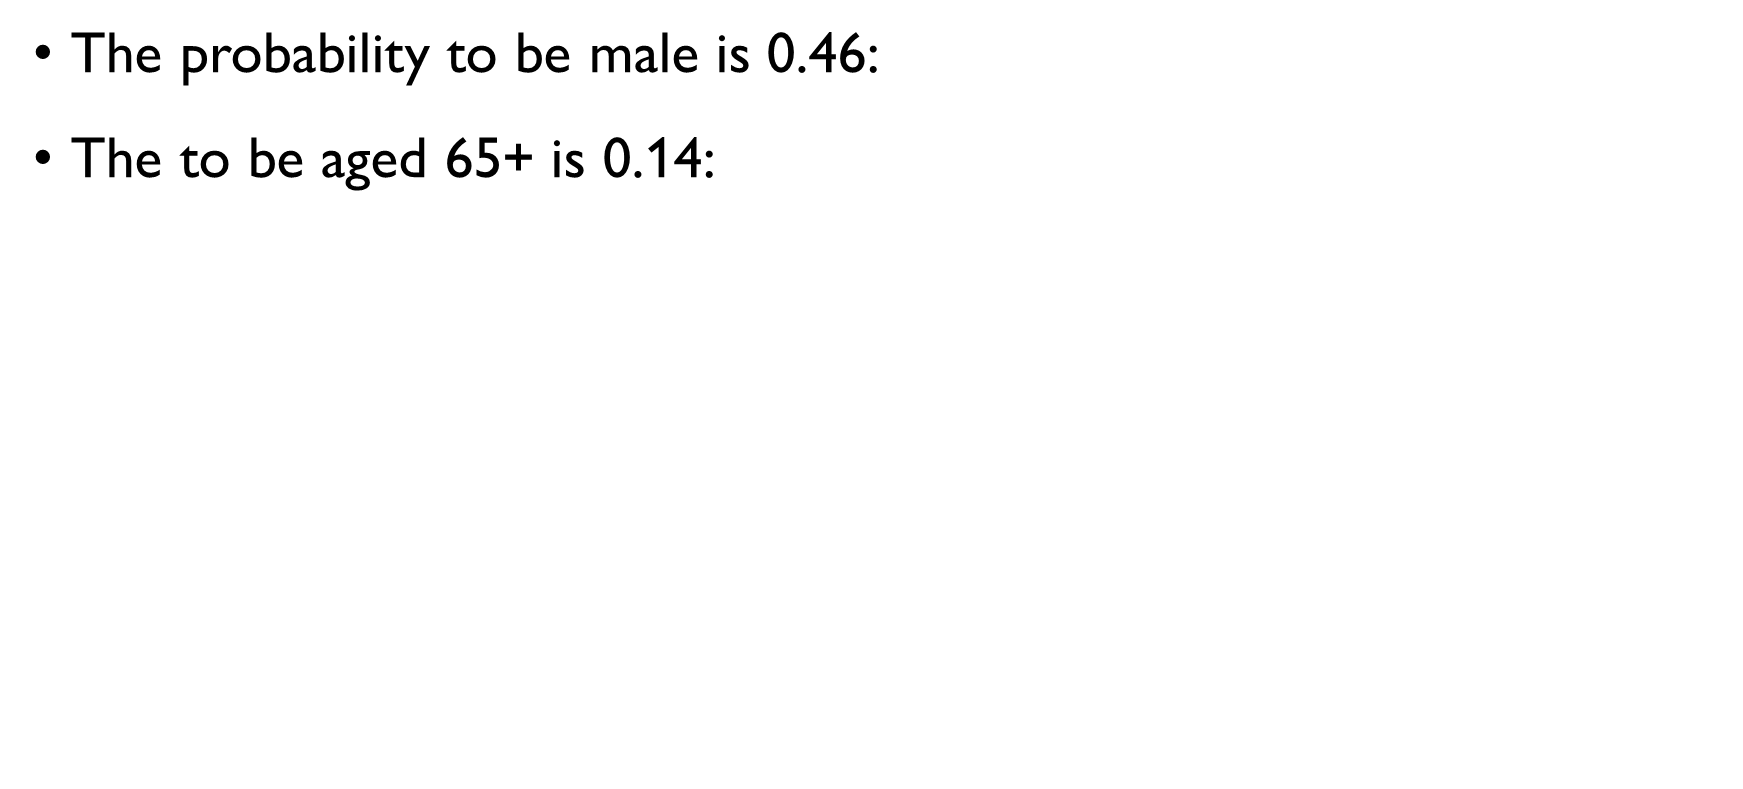 • The probability to be male is 0.46:
• The to be aged 65+ is 0.14: